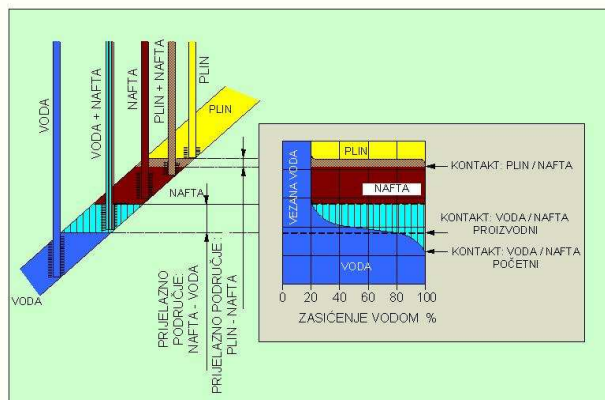 VODA
VODA + NAFTA
NAFTA
PLIN + NAFTA
PLIN
PLIN
NAFTA
VODA
PRIJELAZNO
PODRUČJE:
NAFTA - VODA
PRIJELAZNO PODRUČJE:
PLIN - NAFTA
VEZANA VODA
PLIN
NAFTA
VODA
KONTAKT: PLIN / NAFTA
KONTAKT: VODA / NAFTA
PROIZVODNI
KONTAKT: VODA / NAFTA
POČETNI
0 20 40 60 80 100
ZASIĆENJE VODOM %